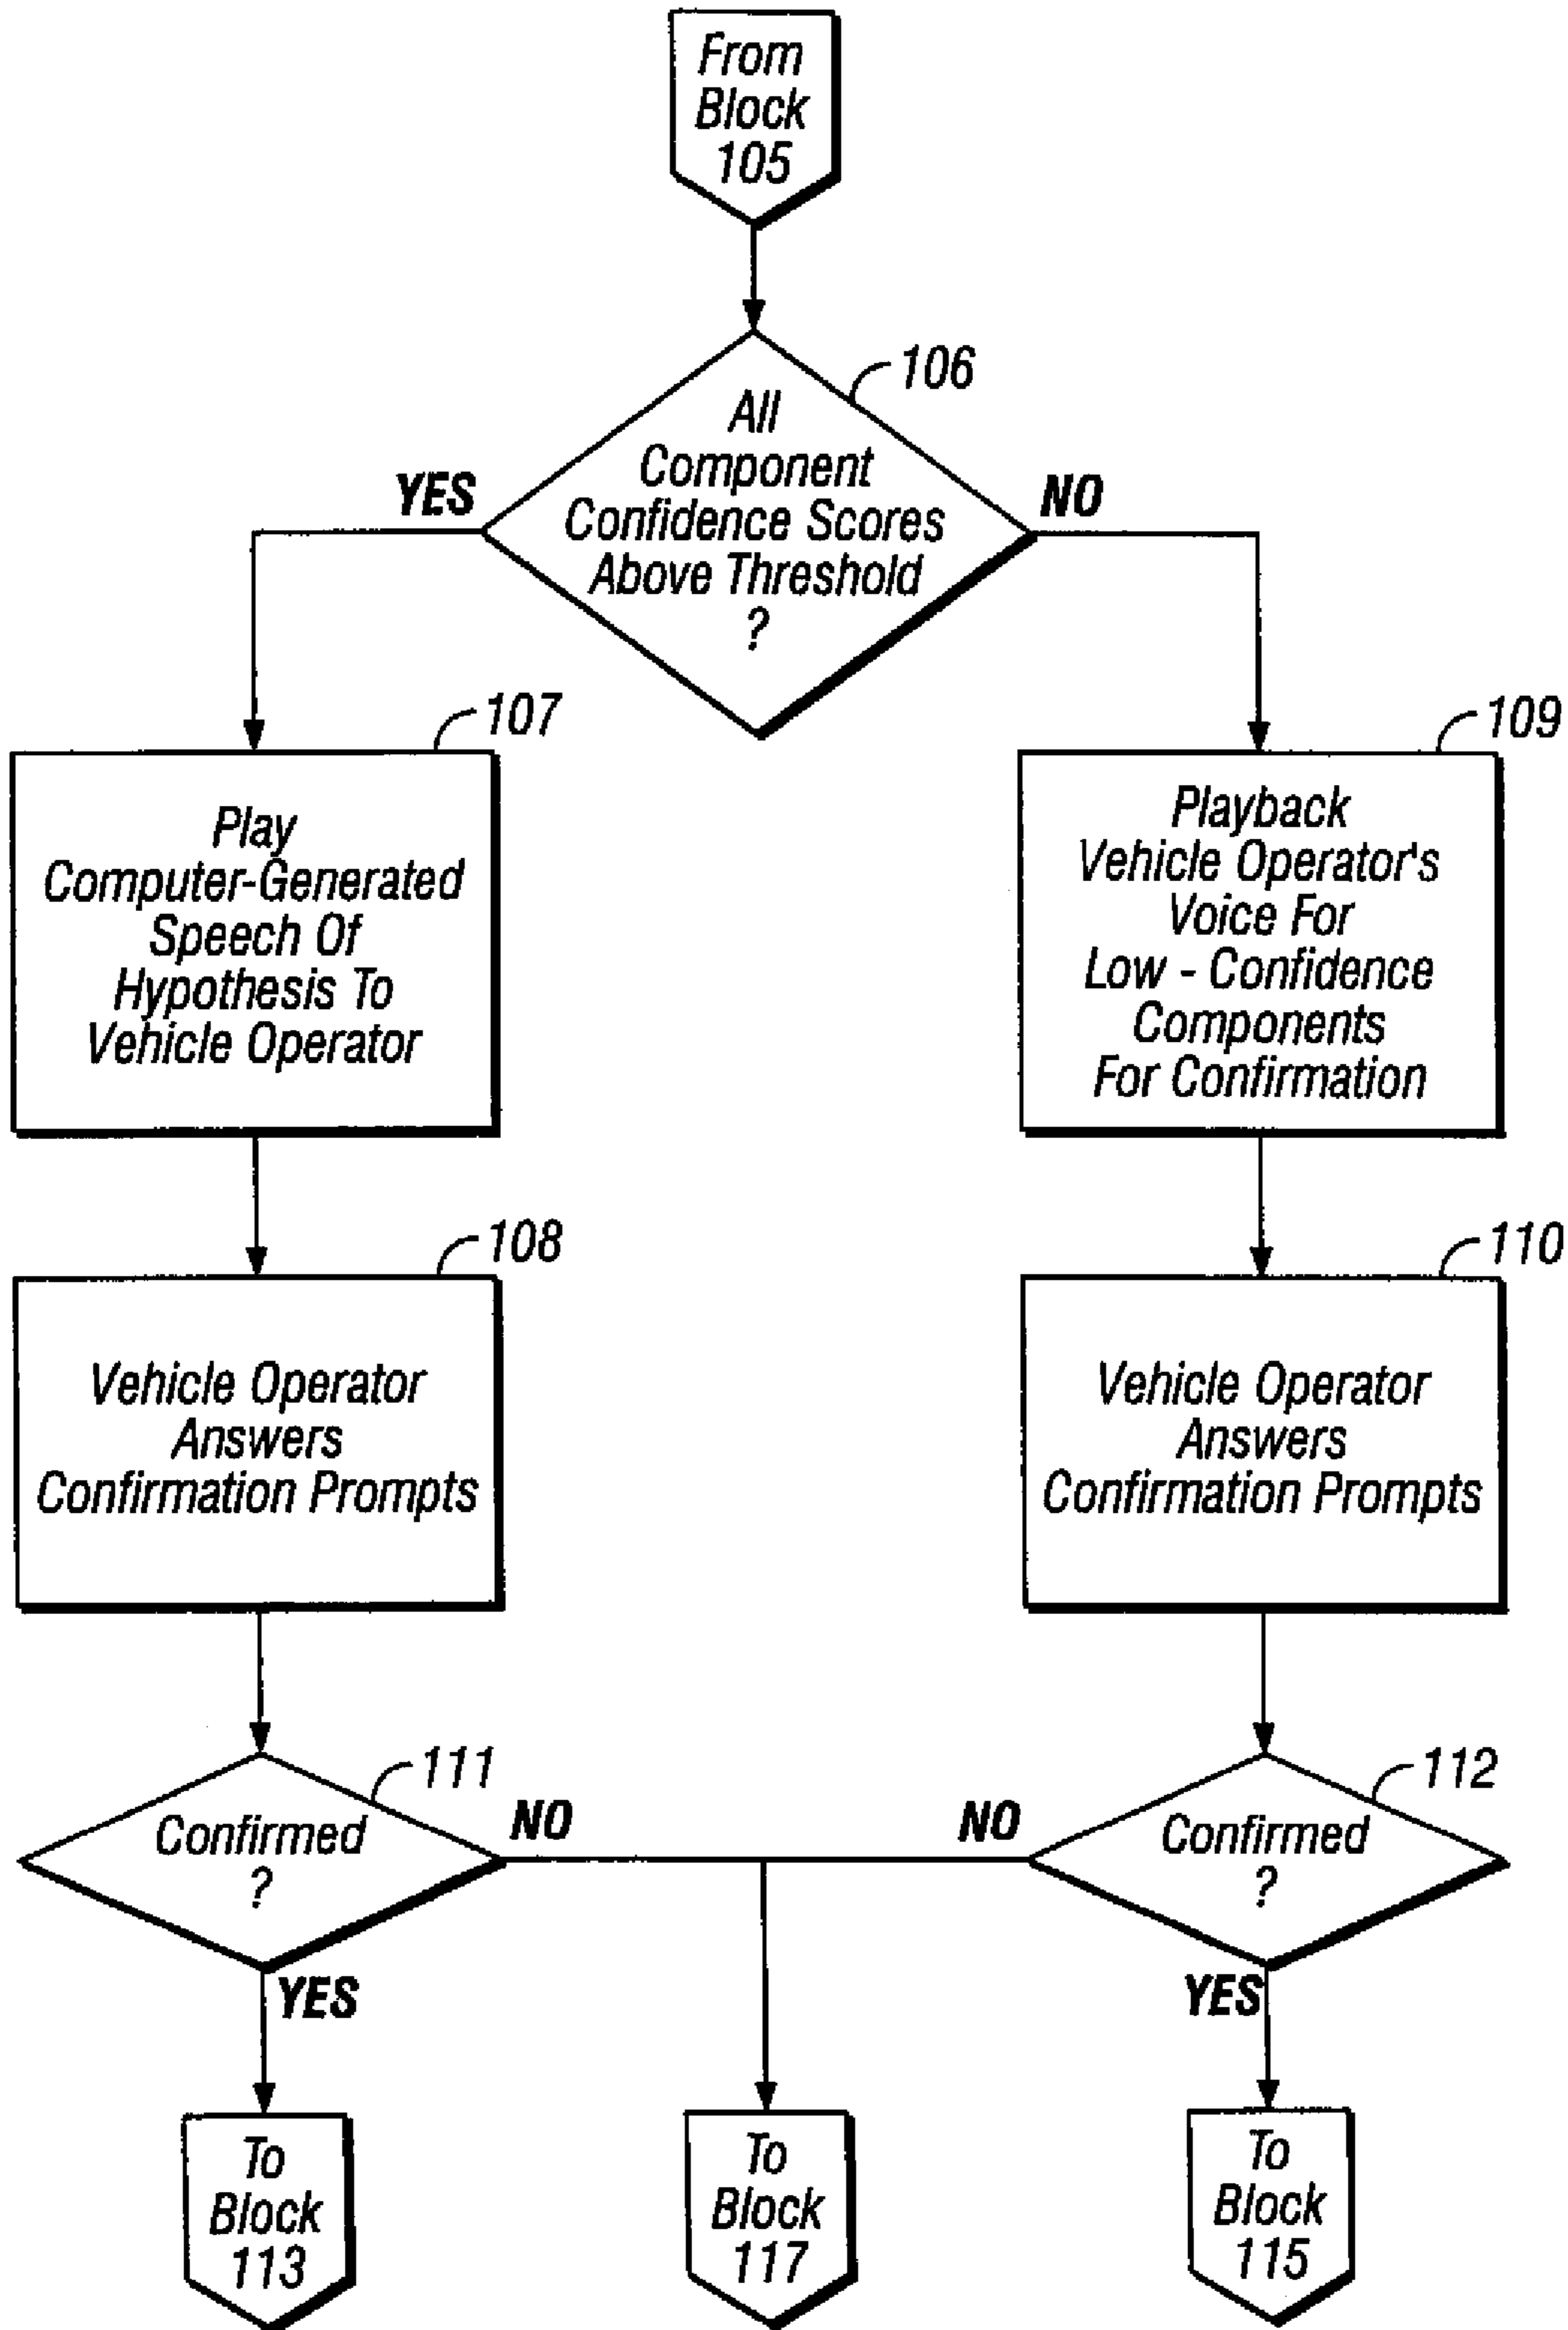 From
Block
105
106
All
Component
Confidence Scores
Above Threshold
?
YES
NO
107
Play
Computer-Generated
Speech Of
Hypothesis To
Vehicle Operator
109
Playback
Vehicle Operator's
Voice For
Low - Confidence
Components
For Confirmation
108
Vehicle Operator
Answers
Confirmation Prompts
110
Vehicle Operator
Answers
Confirmation Prompts
111
Confirmed
?
NO
YES
112
Confirmed
?
NO
YES
To
Block
113
To
Block
117
To
Block
115